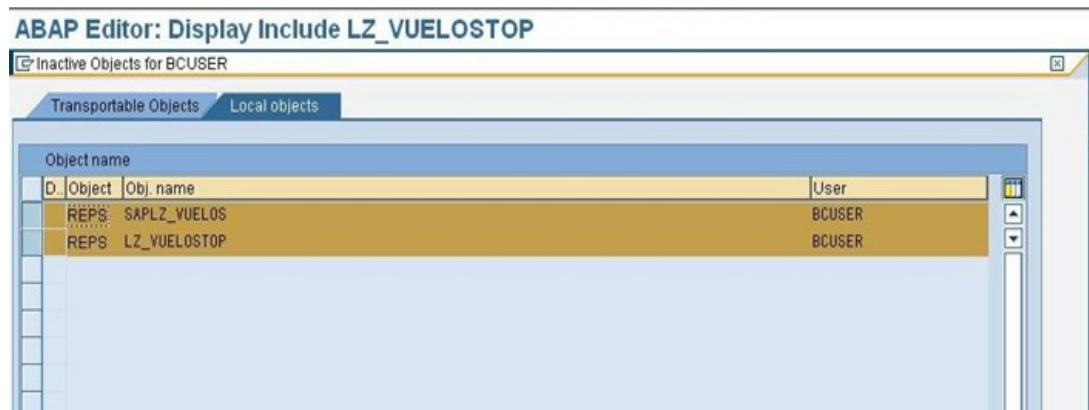 ABAP Editor: Display Include LZ_VUELOSTOP
Inactive Objects for BCUSER
Transportable Objects Local objects
Object name
D.. Object Obj. name User
REPS SAPLZ_VUELOS BCUSER
REPS LZ_VUELOSTOP BCUSER